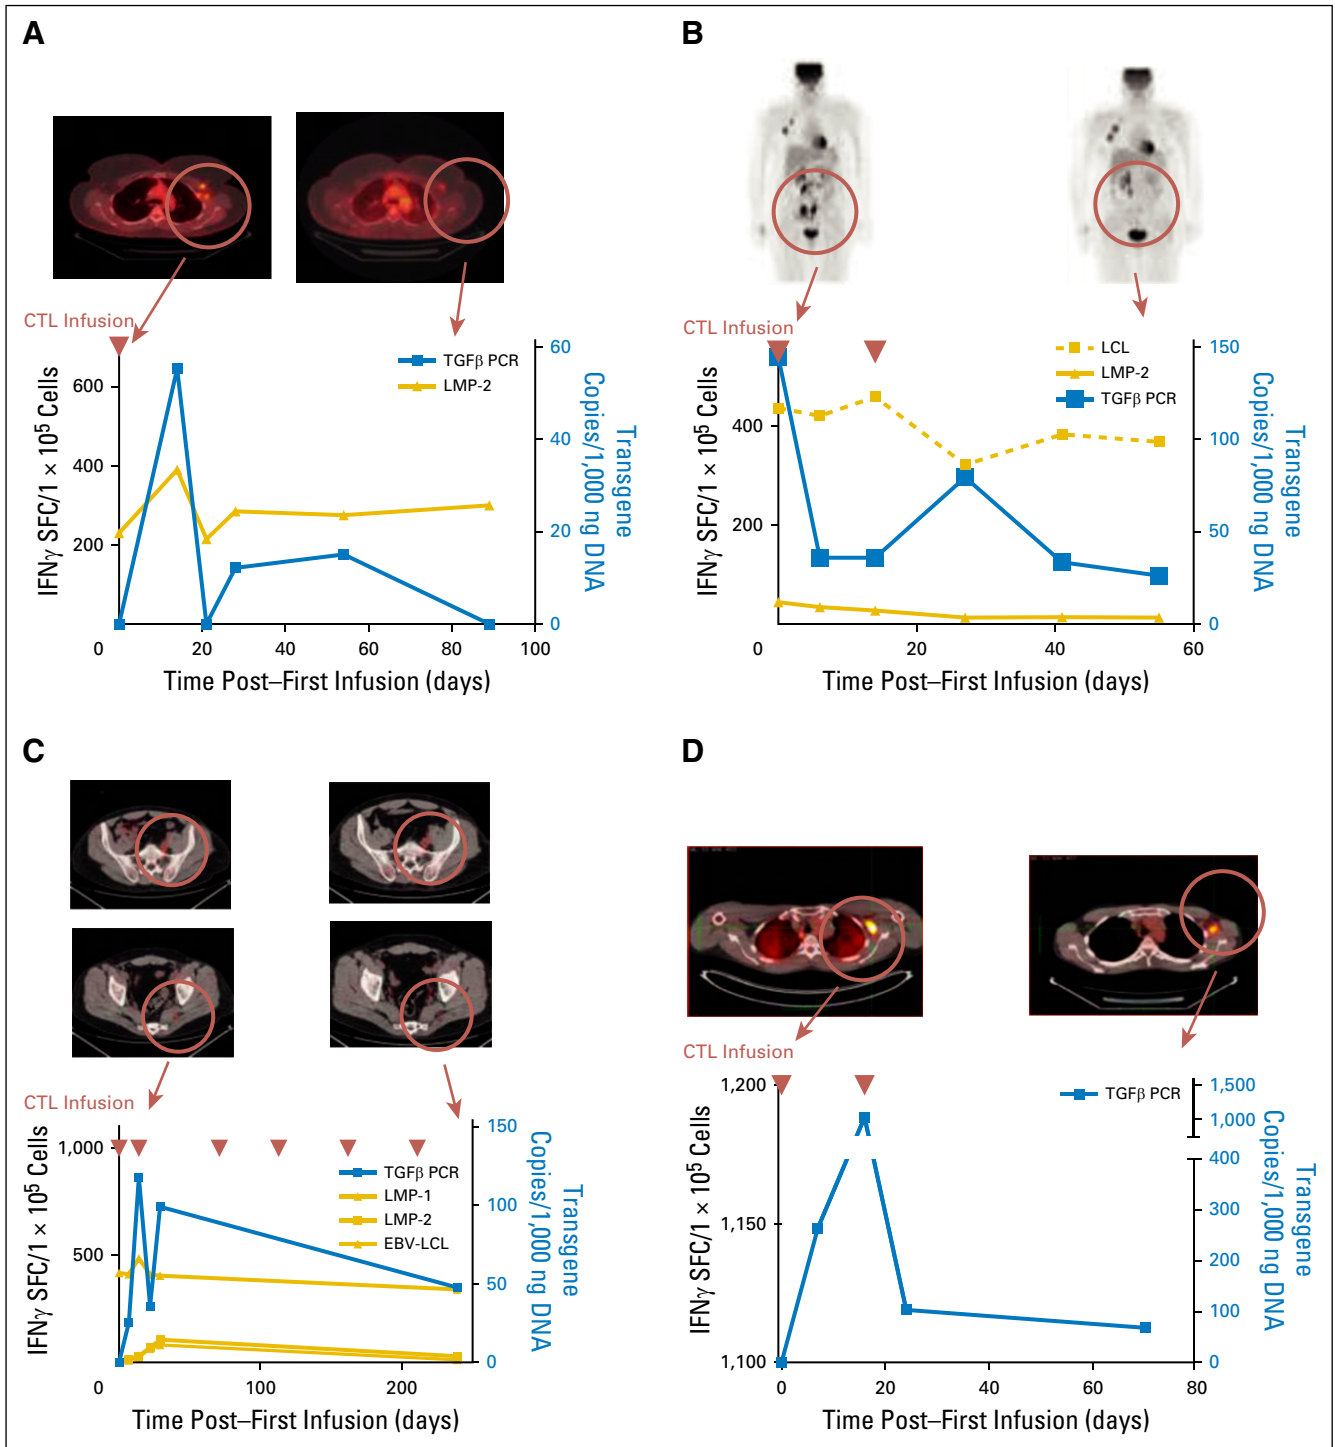 A
CTL Infusion
TGFβ PCR
LMP-2
600
400
200
60
40
20
0
IFNγ SFC/1 × 10⁵ Cells
Transgene
Copies/1,000 ng DNA
0 20 40 60 80 100
Time Post–First Infusion (days)
B
CTL Infusion
LCL
LMP-2
TGFβ PCR
400
200
150
100
50
0
IFNγ SFC/1 × 10⁵ Cells
Transgene
Copies/1,000 ng DNA
0 20 40 60
Time Post–First Infusion (days)
C
CTL Infusion
TGFβ PCR
LMP-1
LMP-2
EBV-LCL
1,000
500
150
100
50
0
IFNγ SFC/1 × 10⁵ Cells
Transgene
Copies/1,000 ng DNA
0 100 200
Time Post–First Infusion (days)
D
CTL Infusion
TGFβ PCR
1,200
1,150
1,100
1,500
1,000
400
300
200
100
0
IFNγ SFC/1 × 10⁵ Cells
Transgene
Copies/1,000 ng DNA
0 20 40 60 80
Time Post–First Infusion (days)